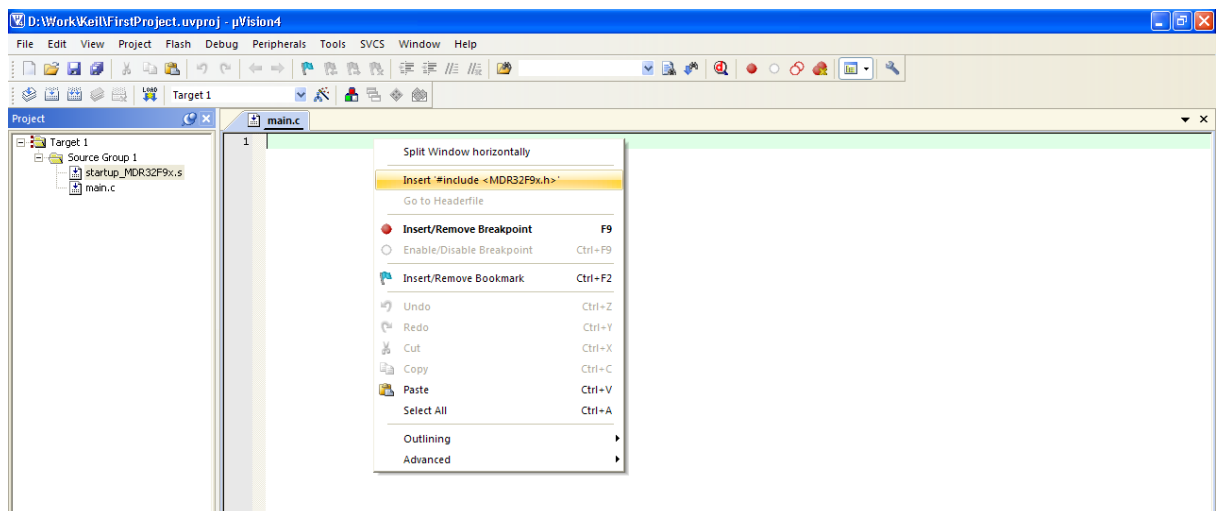 D:\Work\Keil\FirstProject.uvproj - µVision4
File Edit View Project Flash Debug Peripherals Tools SVCS Window Help
LOAD Target 1
Project
main.c
Target 1
Source Group 1
startup_MDR32F9x.s
main.c
1
Split Window horizontally
Insert '#include <MDR32F9x.h>'
Go to Headerfile
Insert/Remove Breakpoint F9
Enable/Disable Breakpoint Ctrl+F9
Insert/Remove Bookmark Ctrl+F2
Undo Ctrl+Z
Redo Ctrl+Y
Cut Ctrl+X
Copy Ctrl+C
Paste Ctrl+V
Select All Ctrl+A
Outlining
Advanced